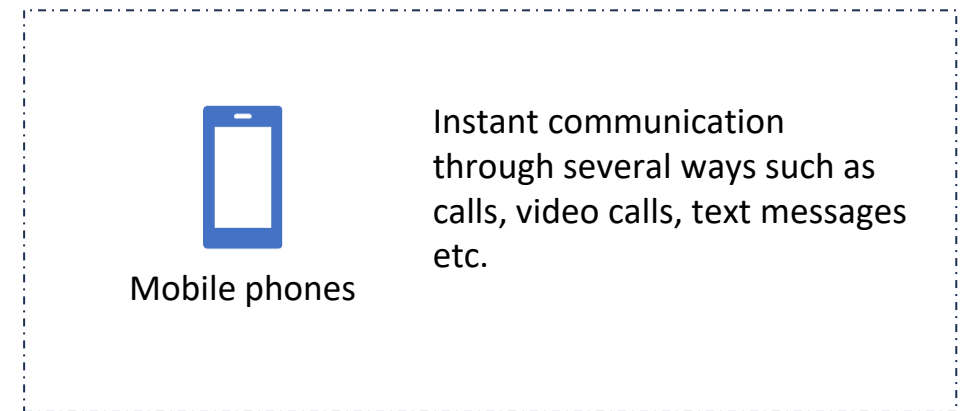 Instant communication
through several ways such as
calls, video calls, text messages
etc.
Mobile phones